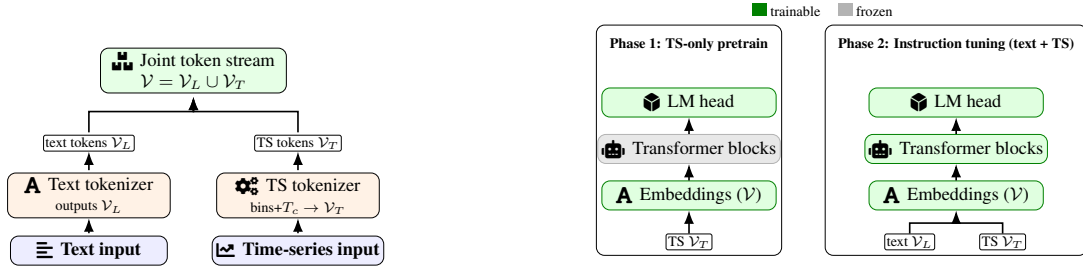 Joint token stream
𝒱 = 𝒱_L ∪ 𝒱_T
text tokens 𝒱_L
TS tokens 𝒱_T
A Text tokenizer
outputs 𝒱_L
TS tokenizer
bins+T_c → 𝒱_T
Text input
Time-series input
trainable
frozen
Phase 1: TS-only pretrain
LM head
Transformer blocks
A Embeddings (𝒱)
TS 𝒱_T
Phase 2: Instruction tuning (text + TS)
LM head
Transformer blocks
A Embeddings (𝒱)
text 𝒱_L
TS 𝒱_T